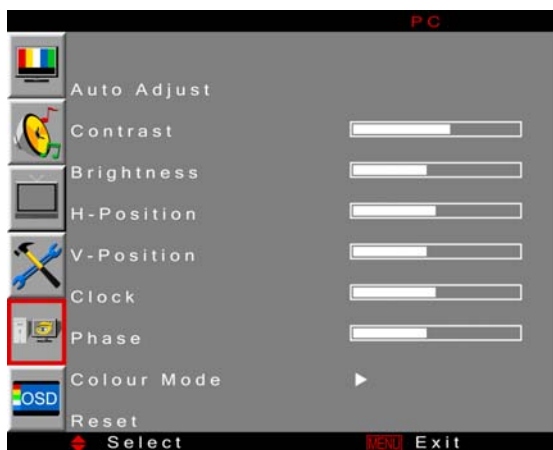 PC
Auto Adjust
Contrast
Brightness
H-Position
V-Position
Clock
Phase
Colour Mode
OSD
Reset
Select MENU Exit